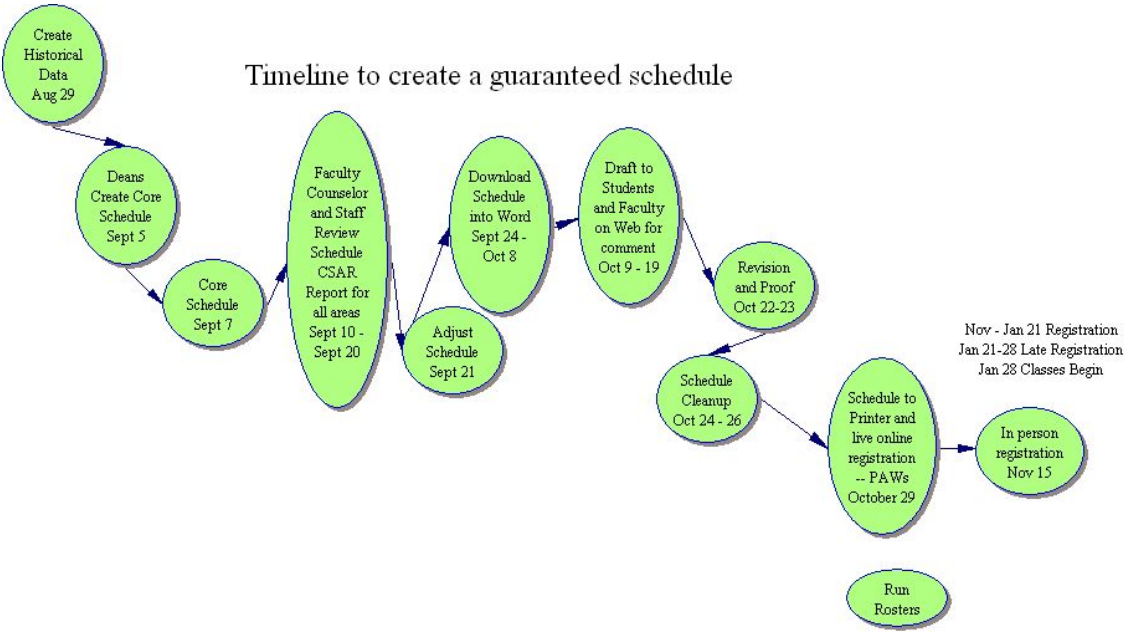 Create
Historical
Data
Aug 29
Timeline to create a guaranteed schedule
Deans
Create Core
Schedule
Sept 5
Core
Schedule
Sept 7
Faculty
Counselor
and Staff
Review
Schedule
CSAR
Report for
all areas
Sept 10 -
Sept 20
Adjust
Schedule
Sept 21
Download
Schedule
into Word
Sept 24 -
Oct 8
Draft to
Students
and Faculty
on Web for
comment
Oct 9 - 19
Revision
and Proof
Oct 22-23
Schedule
Cleanup
Oct 24 - 26
Schedule to
Printer and
live online
registration
-- PAWs
October 29
Nov - Jan 21 Registration
Jan 21-28 Late Registration
Jan 28 Classes Begin
In person
registration
Nov 15
Run
Rosters